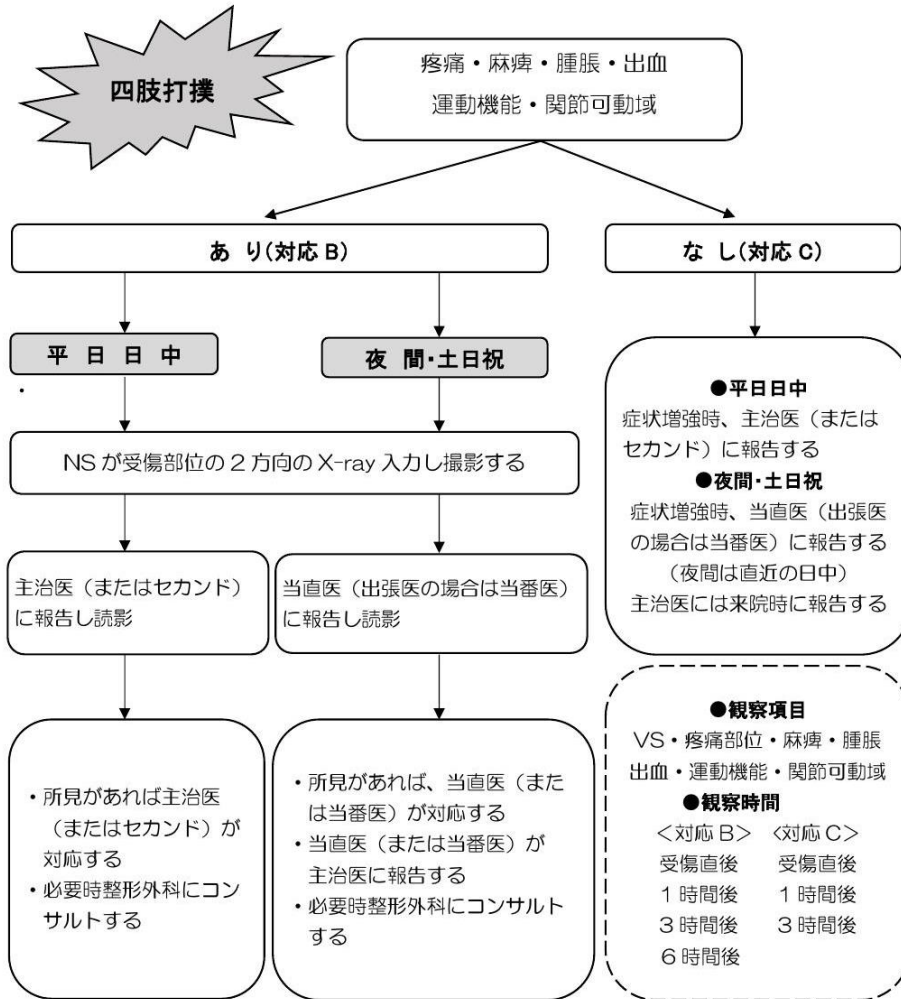 四肢打撲
疼痛・麻痺・腫脹・出血
運動機能・関節可動域
あ り(対応 B)
な し(対応 C)
平 日 日 中
夜 間・土日祝
・
NS が受傷部位の 2 方向の X-ray 入力し撮影する
主治医（またはセカンド）
に報告し読影
当直医（出張医の場合は当番医）
に報告し読影
・所見があれば主治医
（またはセカンド）が
対応する
・必要時整形外科にコン
サルトする
・所見があれば、当直医（また
は当番医）が対応する
・当直医（または当番医）が
主治医に報告する
・必要時整形外科にコンサルト
する
●平日日中
症状増強時、主治医（または
セカンド）に報告する
●夜間・土日祝
症状増強時、当直医（出張医
の場合は当番医）に報告する
（夜間は直近の日中）
主治医には来院時に報告する
●観察項目
VS・疼痛部位・麻痺・腫脹
出血・運動機能・関節可動域
●観察時間
＜対応 B＞ ＜対応 C＞
受傷直後 受傷直後
1 時間後 1 時間後
3 時間後 3 時間後
6 時間後